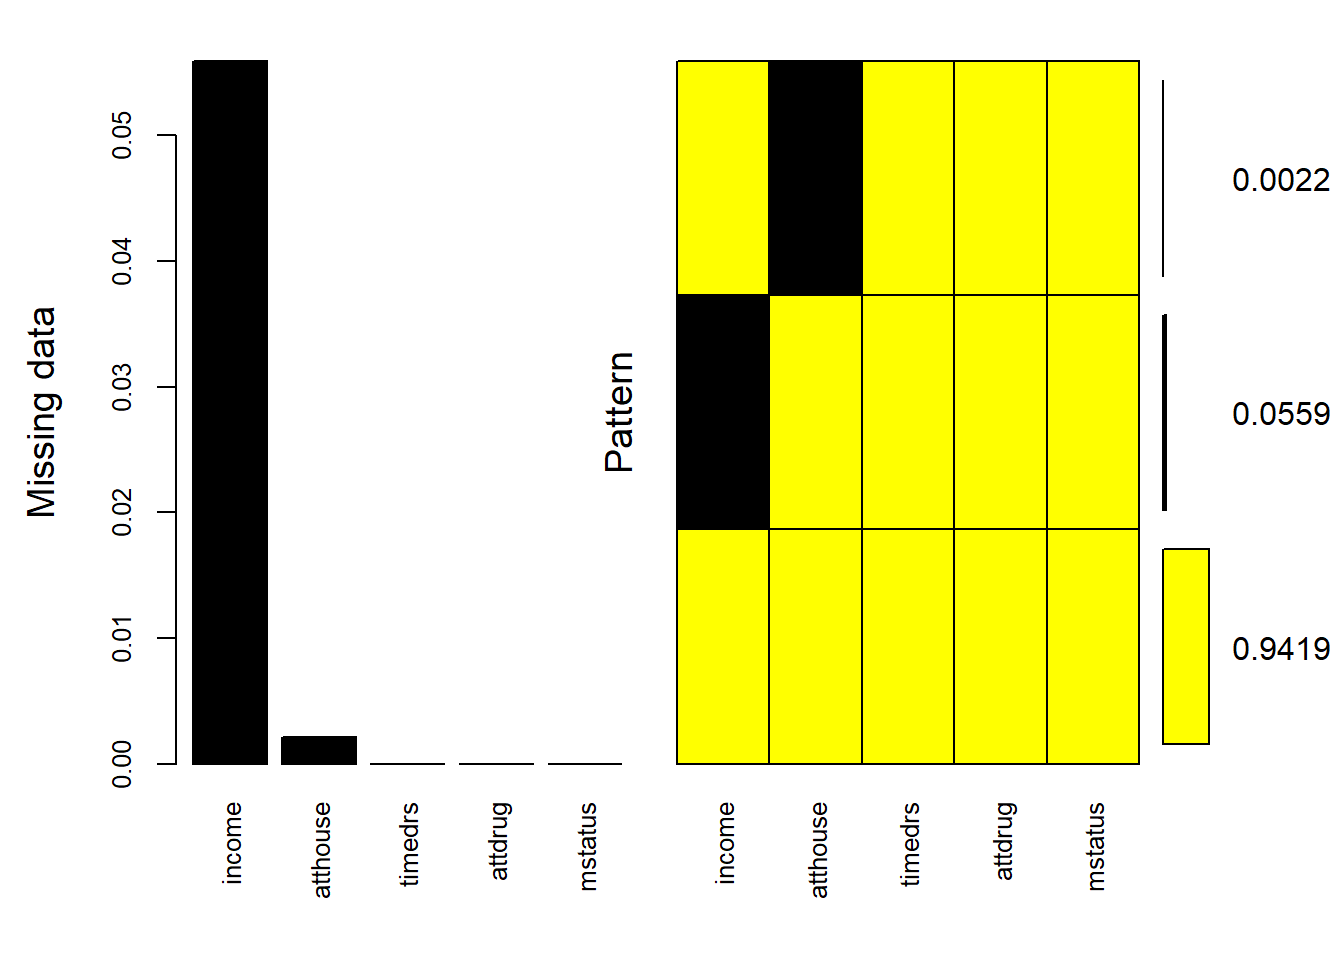 Missing data
0.05
0.04
0.03
0.02
0.01
0.00
income
atthouse
timedrs
attdrug
mstatus
Pattern
income
atthouse
timedrs
attdrug
mstatus
0.0022
0.0559
0.9419